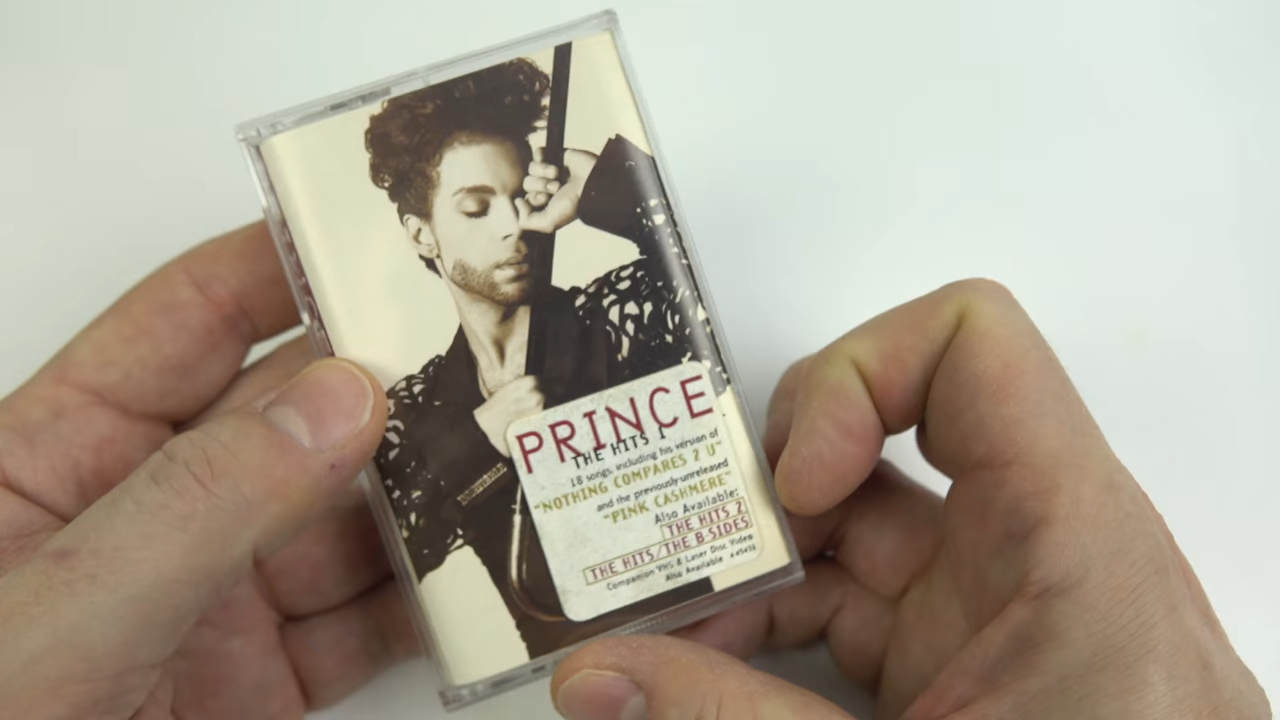 PRINCE
THE HITS 1
18 songs, including his version of
"NOTHING COMPARES 2 U"
and the previously-unreleased
"PINK CASHMERE"
Also Available:
THE HITS 2
THE HITS/THE B-SIDES
Companion VHS & Laser Disc Video
Also Available